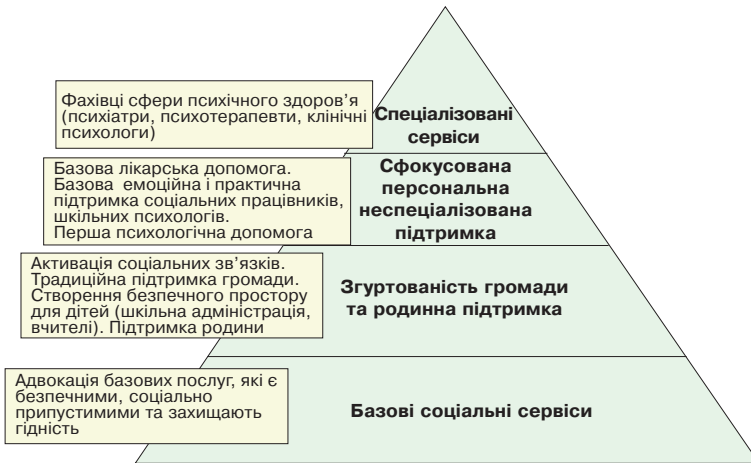 Фахівці сфери психічного здоров’я
(психіатри, психотерапевти, клінічні
психологи)
Спеціалізовані
сервіси
Базова лікарська допомога.
Базова емоційна і практична
підтримка соціальних працівників,
шкільних психологів.
Перша психологічна допомога
Сфокусована
персональна
неспеціалізована
підтримка
Активація соціальних зв’язків.
Традиційна підтримка громади.
Створення безпечного простору
для дітей (шкільна адміністрація,
вчителі). Підтримка родини
Згуртованість громади
та родинна підтримка
Адвокація базових послуг, які є
безпечними, соціально
припустимими та захищають
гідність
Базові соціальні сервіси